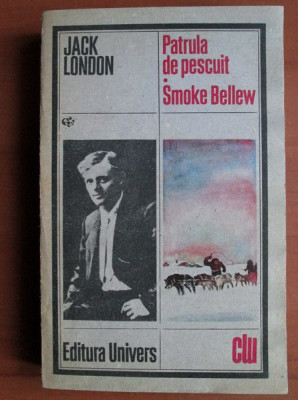 JACK
LONDON
Patrula
de pescuit
•
Smoke Bellew
Editura Univers
clu